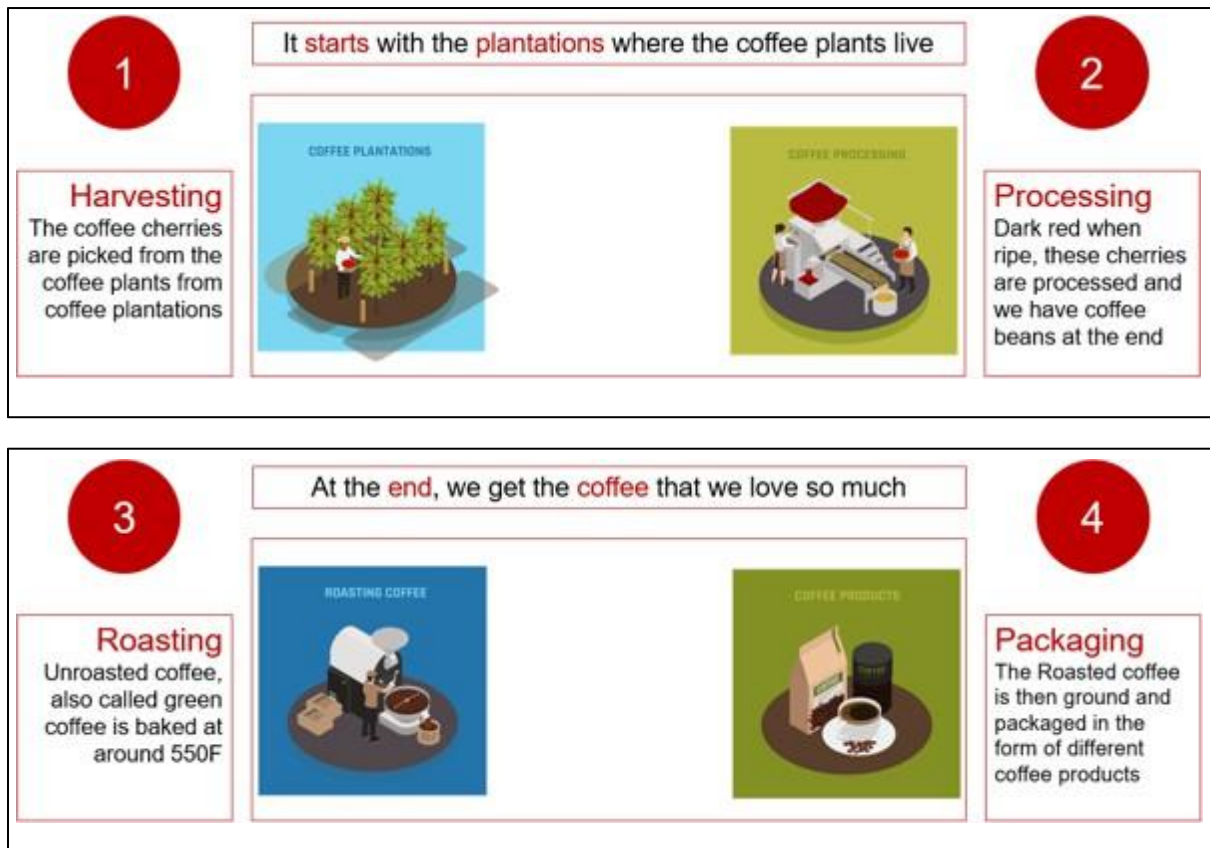 1
It starts with the plantations where the coffee plants live
2
COFFEE PLANTATIONS
COFFEE PROCESSING
Harvesting
The coffee cherries
are picked from the
coffee plants from
coffee plantations
Processing
Dark red when
ripe, these cherries
are processed and
we have coffee
beans at the end
3
At the end, we get the coffee that we love so much
4
ROASTING COFFEE
COFFEE PRODUCTS
Roasting
Unroasted coffee,
also called green
coffee is baked at
around 550F
Packaging
The Roasted coffee
is then ground and
packaged in the
form of different
coffee products